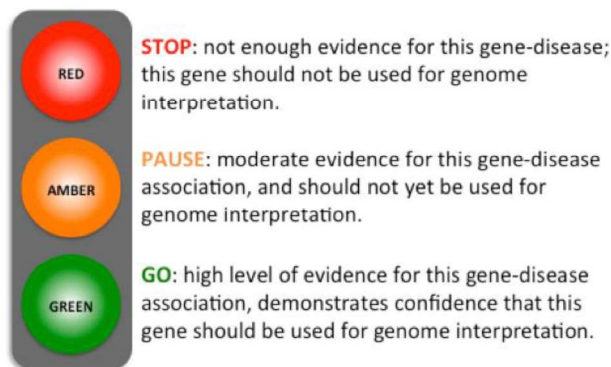 RED
STOP: not enough evidence for this gene-disease;
this gene should not be used for genome
interpretation.
AMBER
PAUSE: moderate evidence for this gene-disease
association, and should not yet be used for
genome interpretation.
GREEN
GO: high level of evidence for this gene-disease
association, demonstrates confidence that this
gene should be used for genome interpretation.